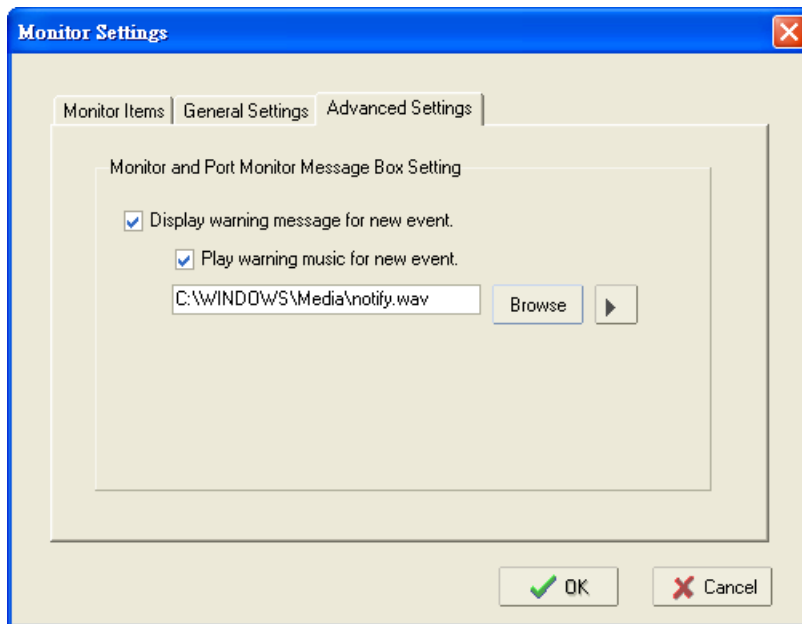 Monitor Settings
Monitor Items General Settings Advanced Settings
Monitor and Port Monitor Message Box Setting
Display warning message for new event.
Play warning music for new event.
C:\WINDOWS\Media\notify.wav Browse
OK Cancel